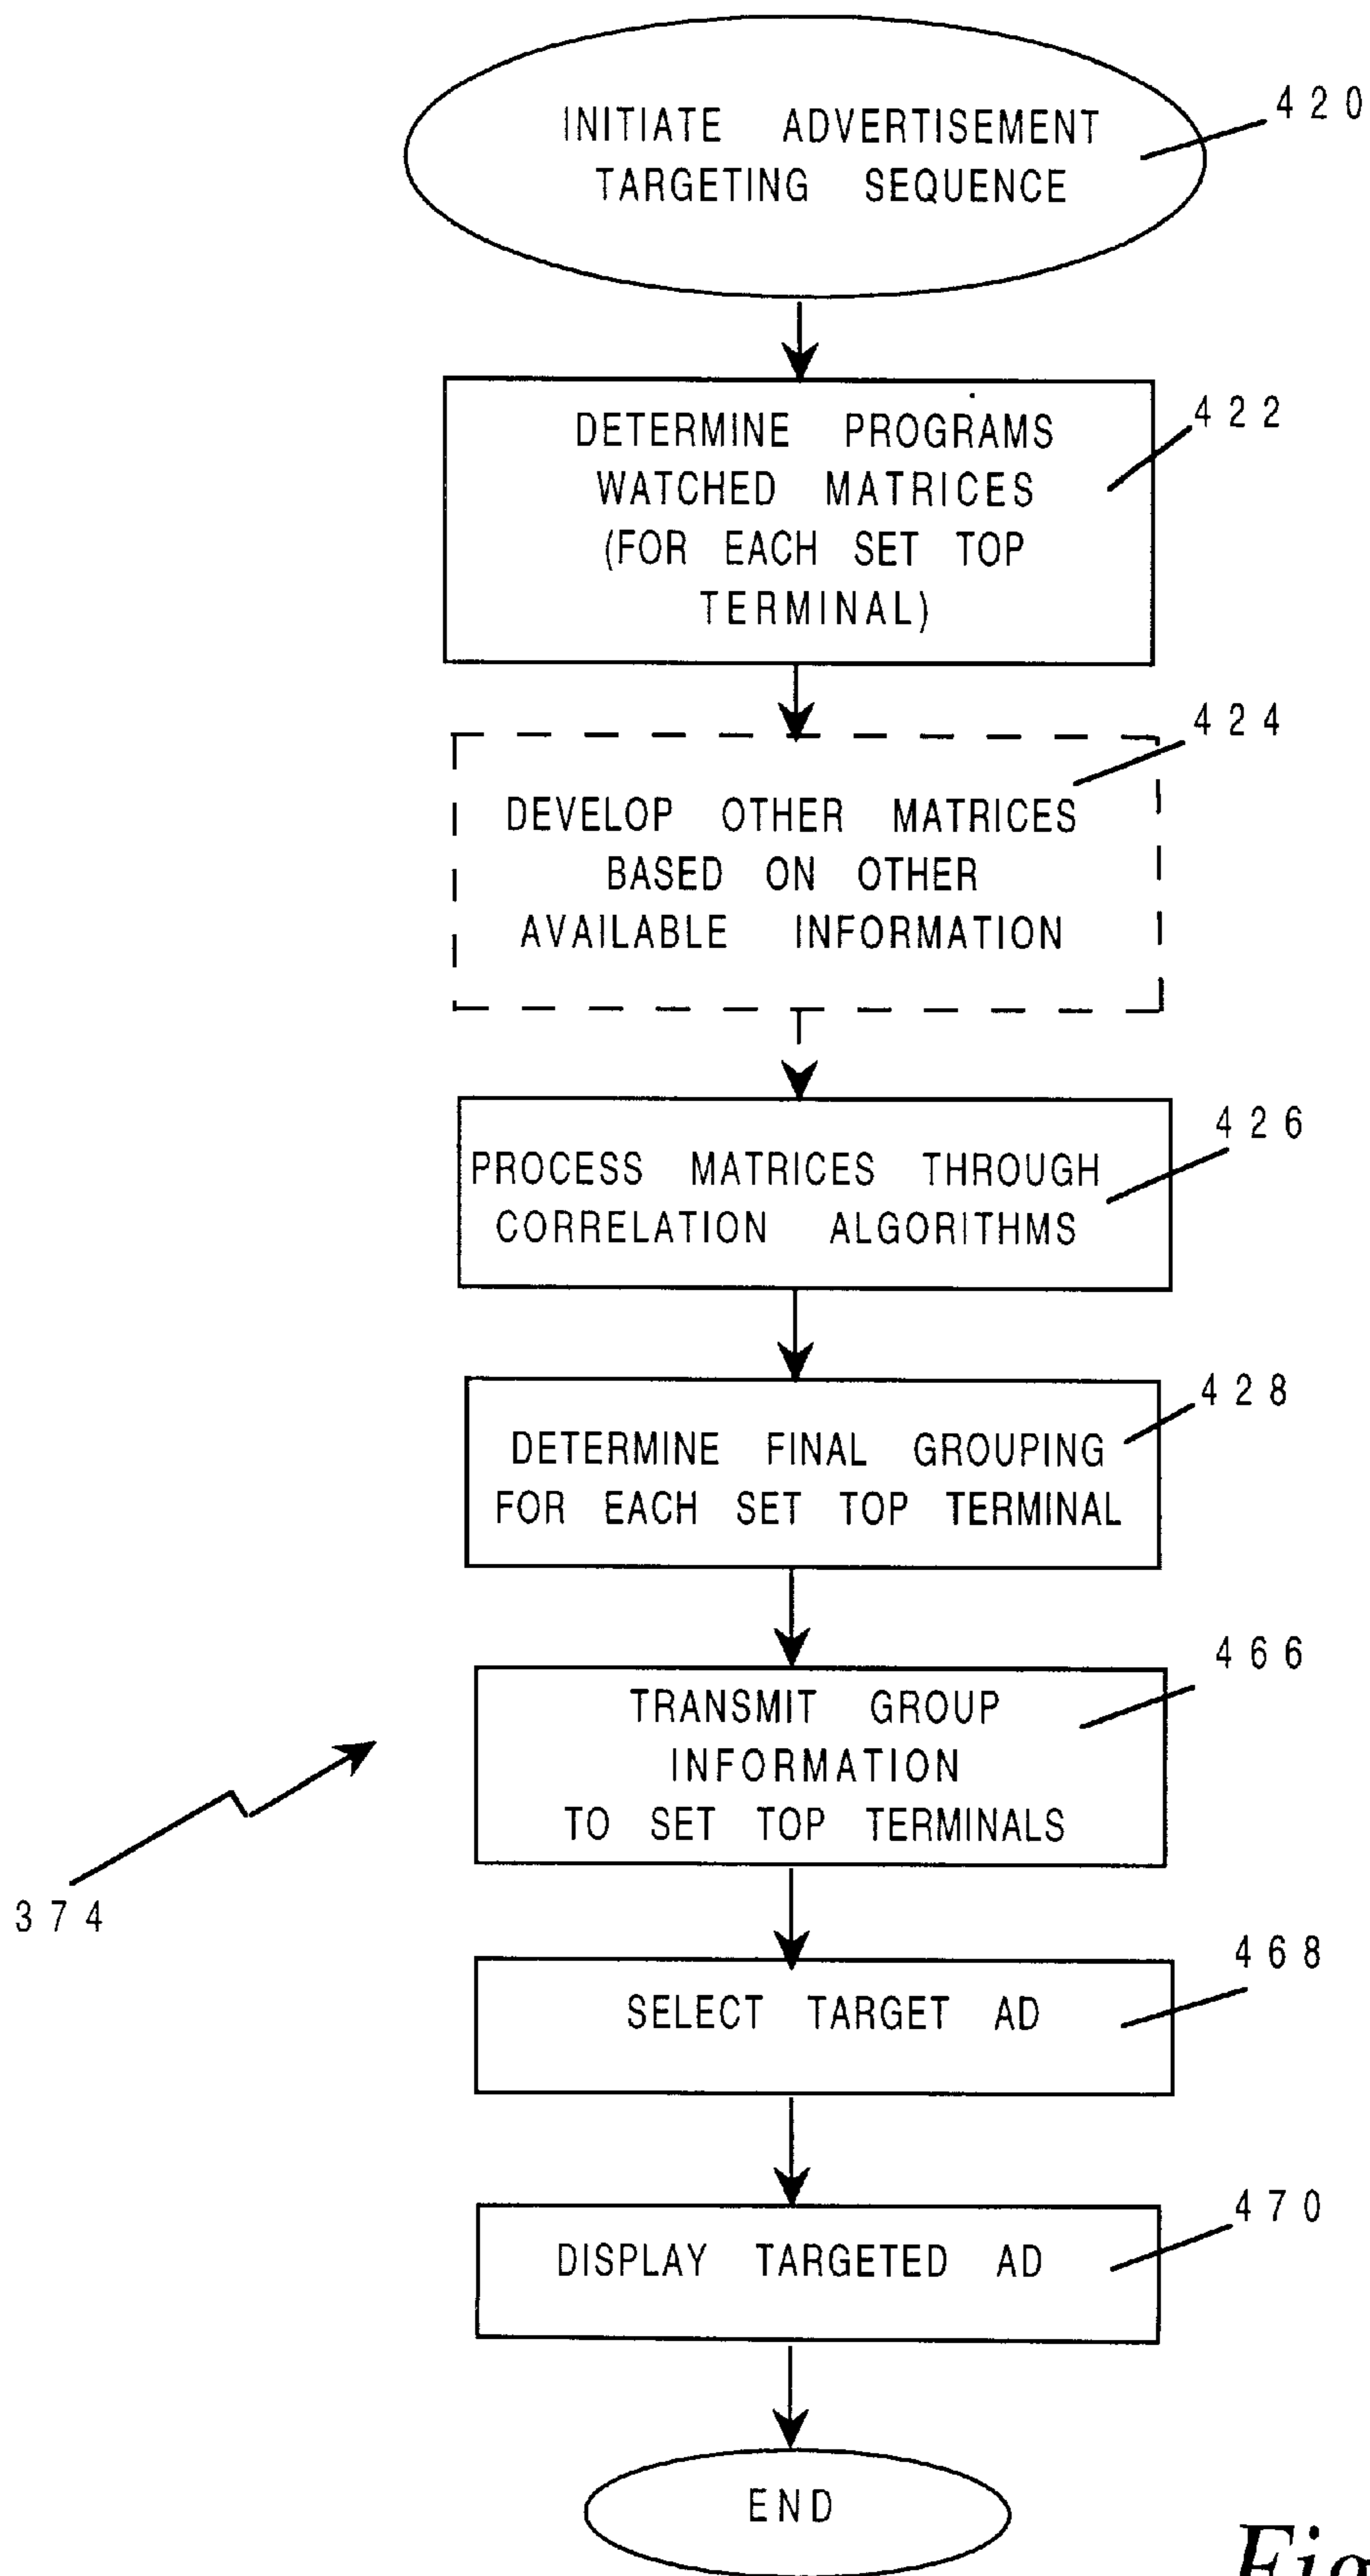 INITIATE ADVERTISEMENT
TARGETING SEQUENCE
420
DETERMINE PROGRAMS
WATCHED MATRICES
(FOR EACH SET TOP
TERMINAL)
422
DEVELOP OTHER MATRICES
BASED ON OTHER
AVAILABLE INFORMATION
424
PROCESS MATRICES THROUGH
CORRELATION ALGORITHMS
426
DETERMINE FINAL GROUPING
FOR EACH SET TOP TERMINAL
428
TRANSMIT GROUP
INFORMATION
TO SET TOP TERMINALS
466
374
SELECT TARGET AD
468
DISPLAY TARGETED AD
470
END